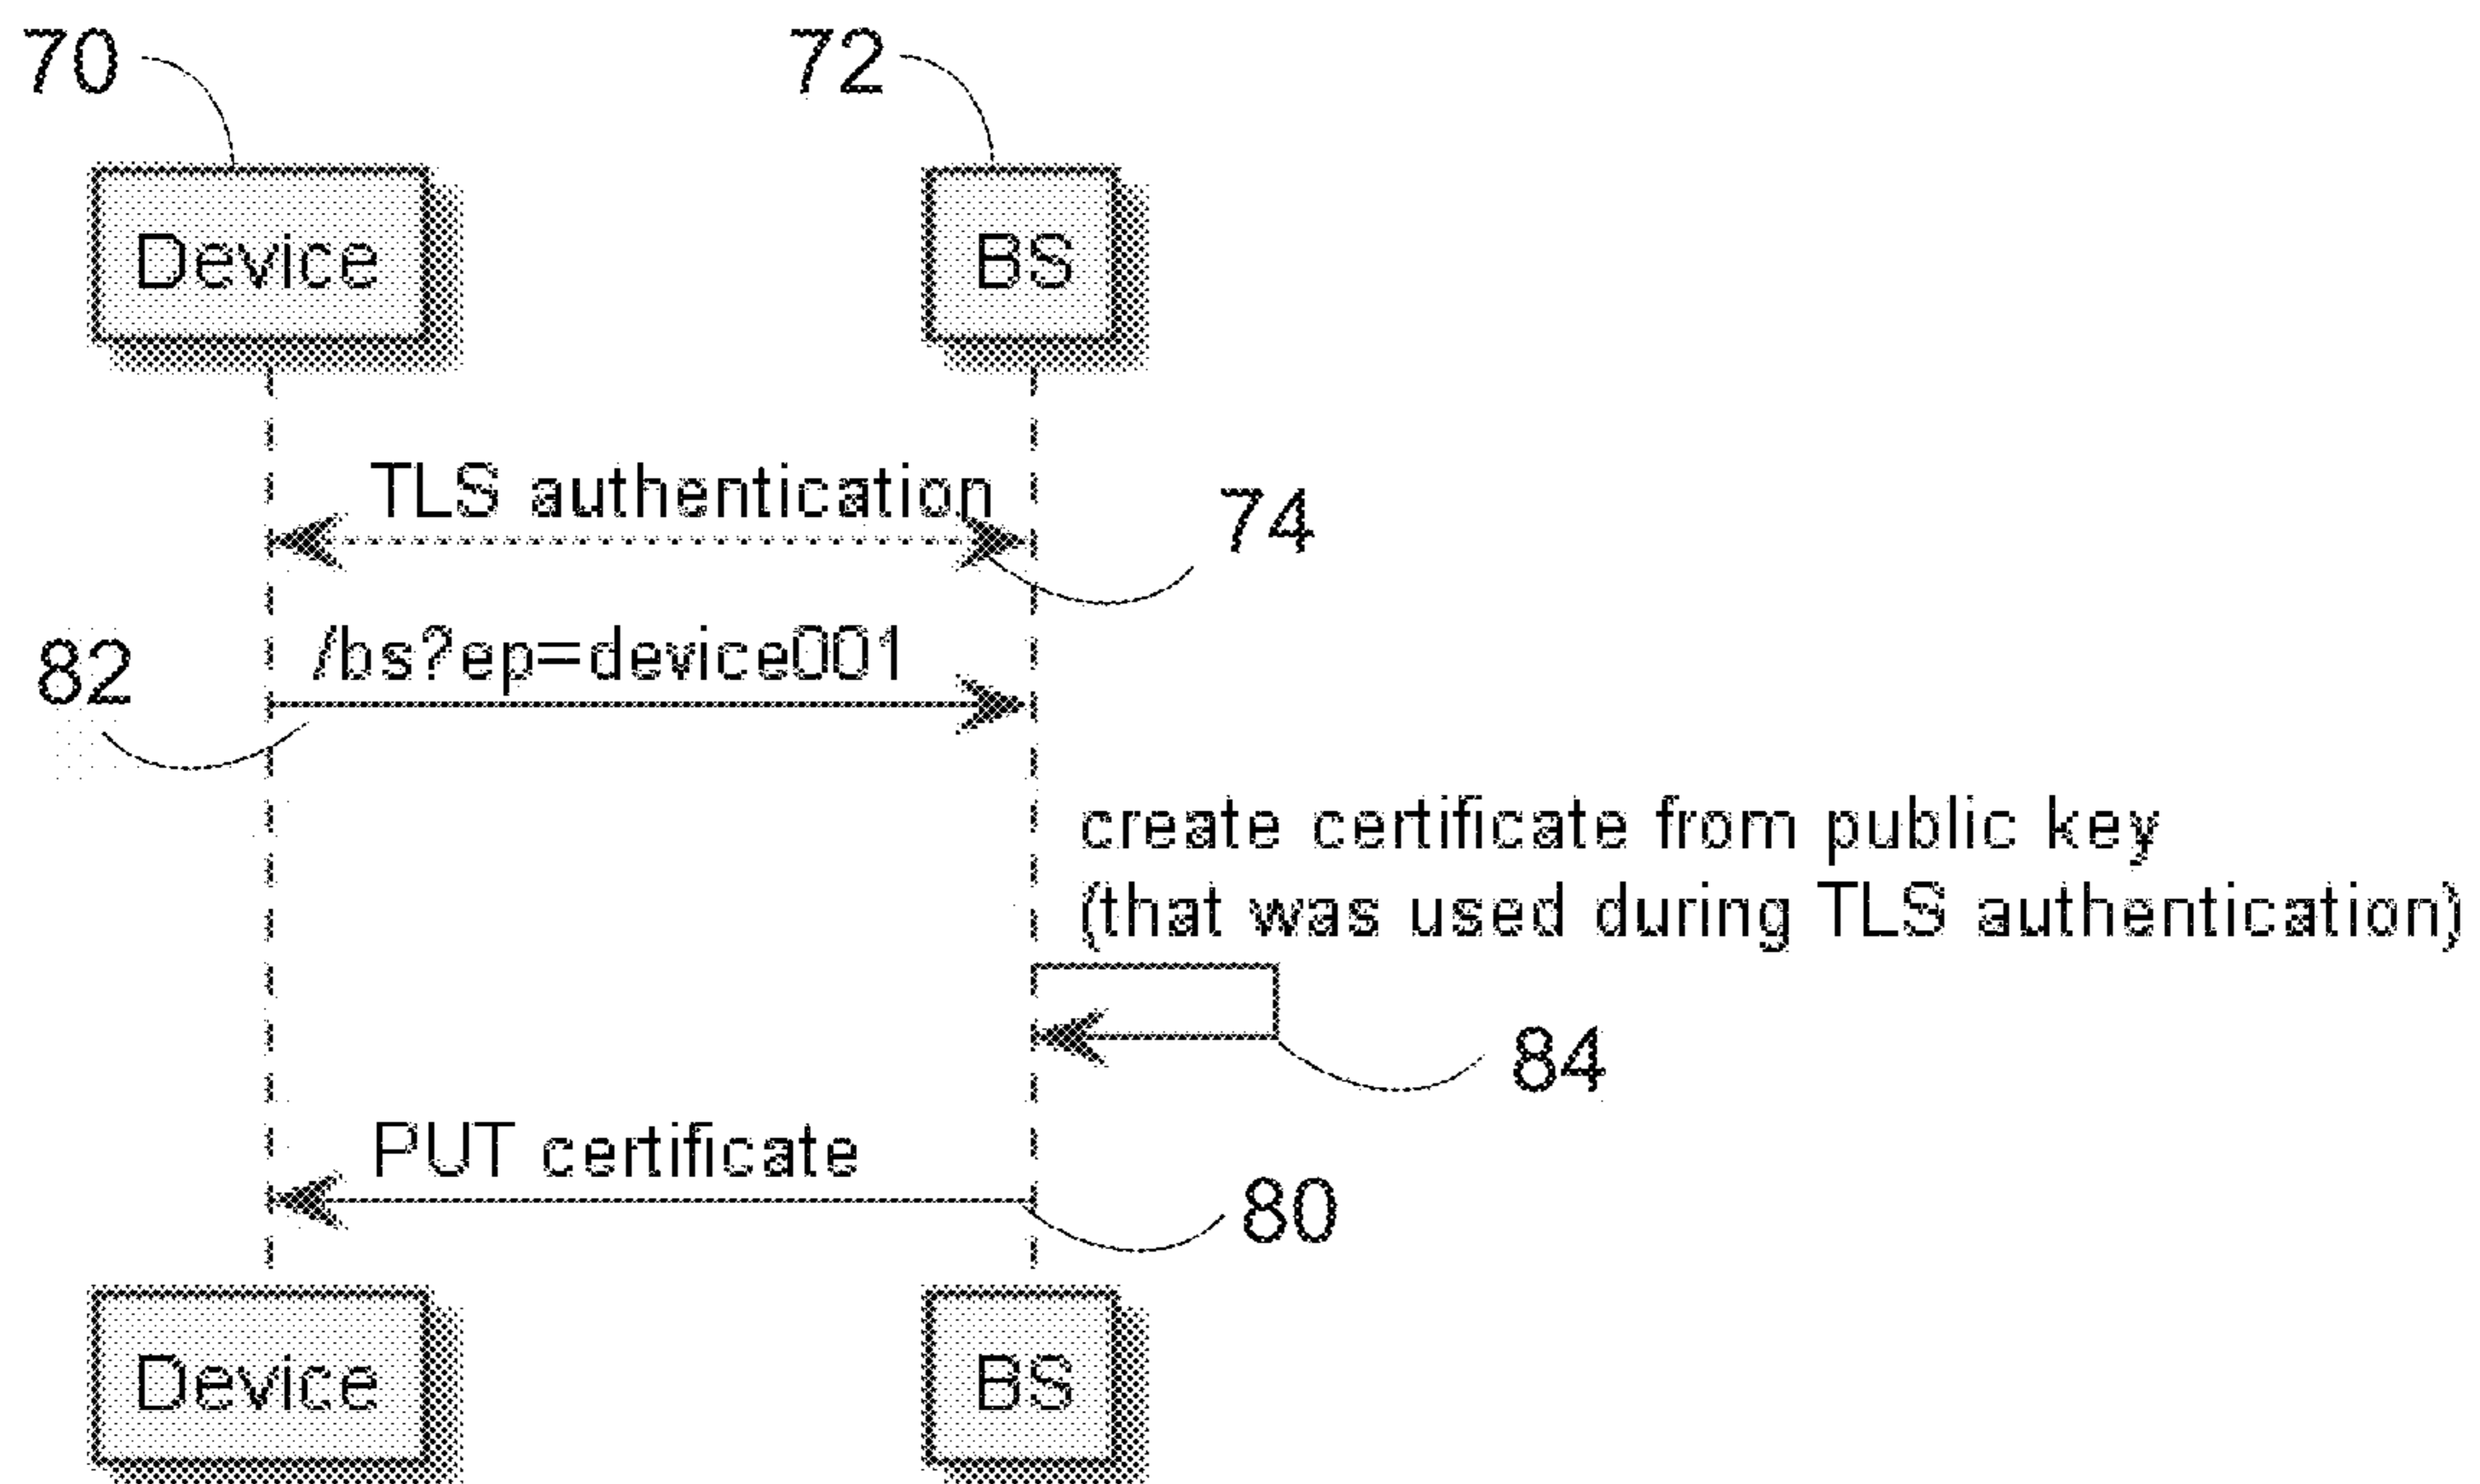 70
72
Device
BS
TLS authentication
74
82
/bs?ep=device001
create certificate from public key
(that was used during TLS authentication)
84
PUT certificate
80
Device
BS